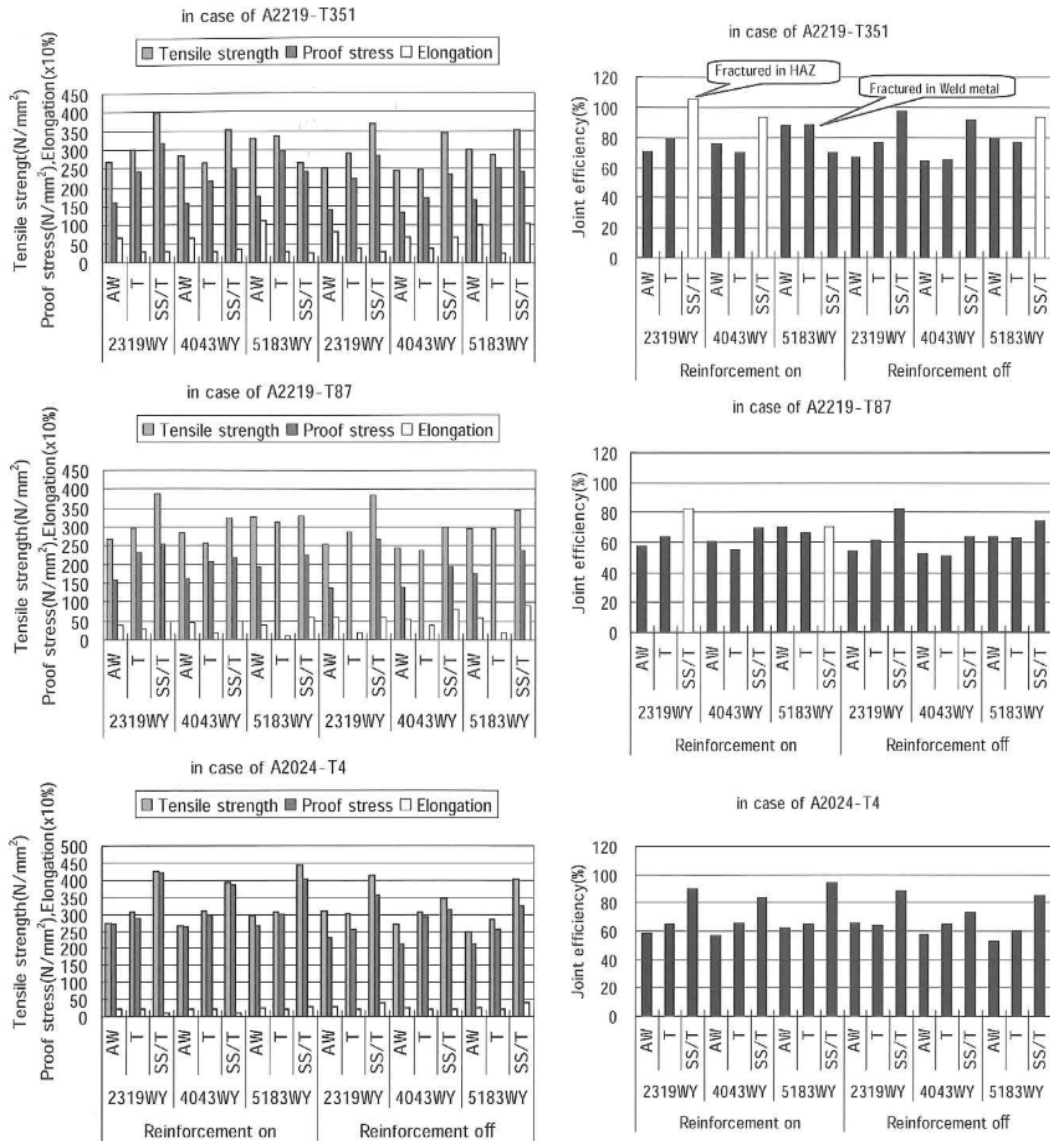 in case of A2219-T351
Tensile strength Proof stress Elongation
Tensile strengt(N/mm²)
Proof stress(N/mm²),Elongation(x10%)
450
400
350
300
250
200
150
100
50
0
AW T SS/T AW T SS/T AW T SS/T AW T SS/T AW T SS/T AW T SS/T
2319WY 4043WY 5183WY 2319WY 4043WY 5183WY
in case of A2219-T351
Fractured in HAZ
Fractured in Weld metal
Joint efficiency(%)
120
100
80
60
40
20
0
AW T SS/T AW T SS/T AW T SS/T AW T SS/T AW T SS/T AW T SS/T
2319WY 4043WY 5183WY 2319WY 4043WY 5183WY
Reinforcement on Reinforcement off
in case of A2219-T87
Tensile strength Proof stress Elongation
Tensile strength(N/mm²)
Proof stress(N/mm²),Elongation(x10%)
450
400
350
300
250
200
150
100
50
0
AW T SS/T AW T SS/T AW T SS/T AW T SS/T AW T SS/T AW T SS/T
2319WY 4043WY 5183WY 2319WY 4043WY 5183WY
in case of A2219-T87
Joint efficiency(%)
120
100
80
60
40
20
0
AW T SS/T AW T SS/T AW T SS/T AW T SS/T AW T SS/T AW T SS/T
2319WY 4043WY 5183WY 2319WY 4043WY 5183WY
Reinforcement on Reinforcement off
in case of A2024-T4
Tensile strength Proof stress Elongation
Tensile strength(N/mm²)
Proof stress(N/mm²),Elongation(x10%)
500
450
400
350
300
250
200
150
100
50
0
AW T SS/T AW T SS/T AW T SS/T AW T SS/T AW T SS/T AW T SS/T
2319WY 4043WY 5183WY 2319WY 4043WY 5183WY
Reinforcement on Reinforcement off
in case of A2024-T4
Joint efficiency(%)
120
100
80
60
40
20
0
AW T SS/T AW T SS/T AW T SS/T AW T SS/T AW T SS/T AW T SS/T
2319WY 4043WY 5183WY 2319WY 4043WY 5183WY
Reinforcement on Reinforcement off